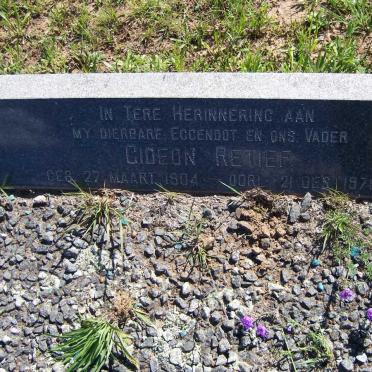 IN TERE HERINNERING AAN
MY DIERBARE EGGENOOT EN ONS VADER
GIDEON RETIEF
GEB. 27 MAART 1904 OORL. 21 DES.